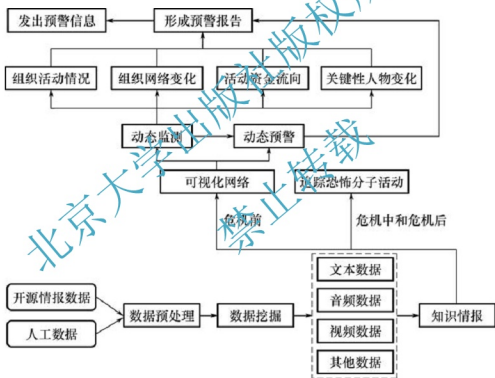 发出预警信息
形成预警报告
组织活动情况
组织网络变化
活动资金流向
关键性人物变化
动态监测
动态预警
可视化网络
追踪恐怖分子活动
危机前
危机中和危机后
开源情报数据
人工数据
数据预处理
数据挖掘
文本数据
音频数据
视频数据
其他数据
知识情报
北京大学出版社版权所
禁止转载